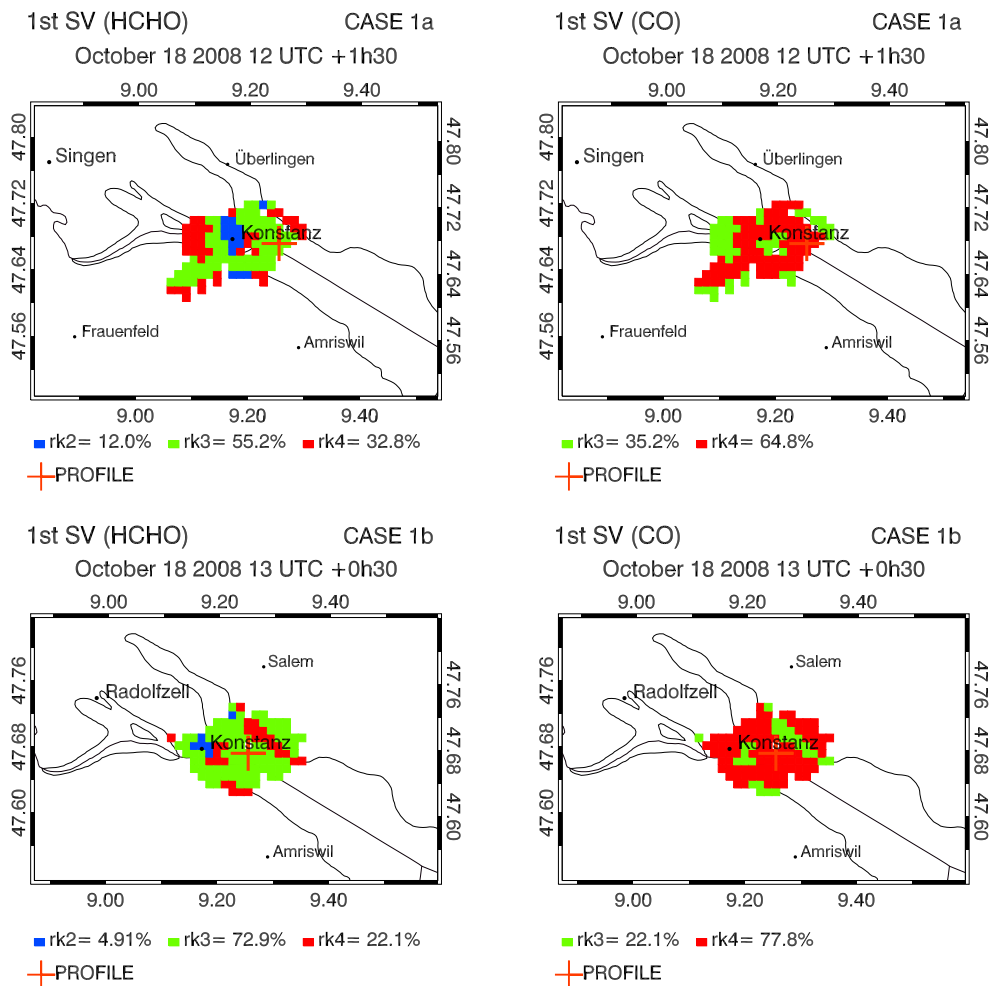 1st SV (HCHO) CASE 1a
October 18 2008 12 UTC +1h30
9.00 9.20 9.40
47.80 47.72 47.64 47.56
Singen
Überlingen
Konstanz
Frauenfeld
Amriswil
47.80 47.72 47.64 47.56
9.00 9.20 9.40
rk2= 12.0% rk3= 55.2% rk4= 32.8%
PROFILE
1st SV (CO) CASE 1a
October 18 2008 12 UTC +1h30
9.00 9.20 9.40
47.80 47.72 47.64 47.56
Singen
Überlingen
Konstanz
Frauenfeld
Amriswil
47.80 47.72 47.64 47.56
9.00 9.20 9.40
rk3= 35.2% rk4= 64.8%
PROFILE
1st SV (HCHO) CASE 1b
October 18 2008 13 UTC +0h30
9.00 9.20 9.40
47.76 47.68 47.60
Salem
Radolfzell
Konstanz
Amriswil
47.76 47.68 47.60
9.00 9.20 9.40
rk2= 4.91% rk3= 72.9% rk4= 22.1%
PROFILE
1st SV (CO) CASE 1b
October 18 2008 13 UTC +0h30
9.00 9.20 9.40
47.76 47.68 47.60
Salem
Radolfzell
Konstanz
Amriswil
47.76 47.68 47.60
9.00 9.20 9.40
rk3= 22.1% rk4= 77.8%
PROFILE